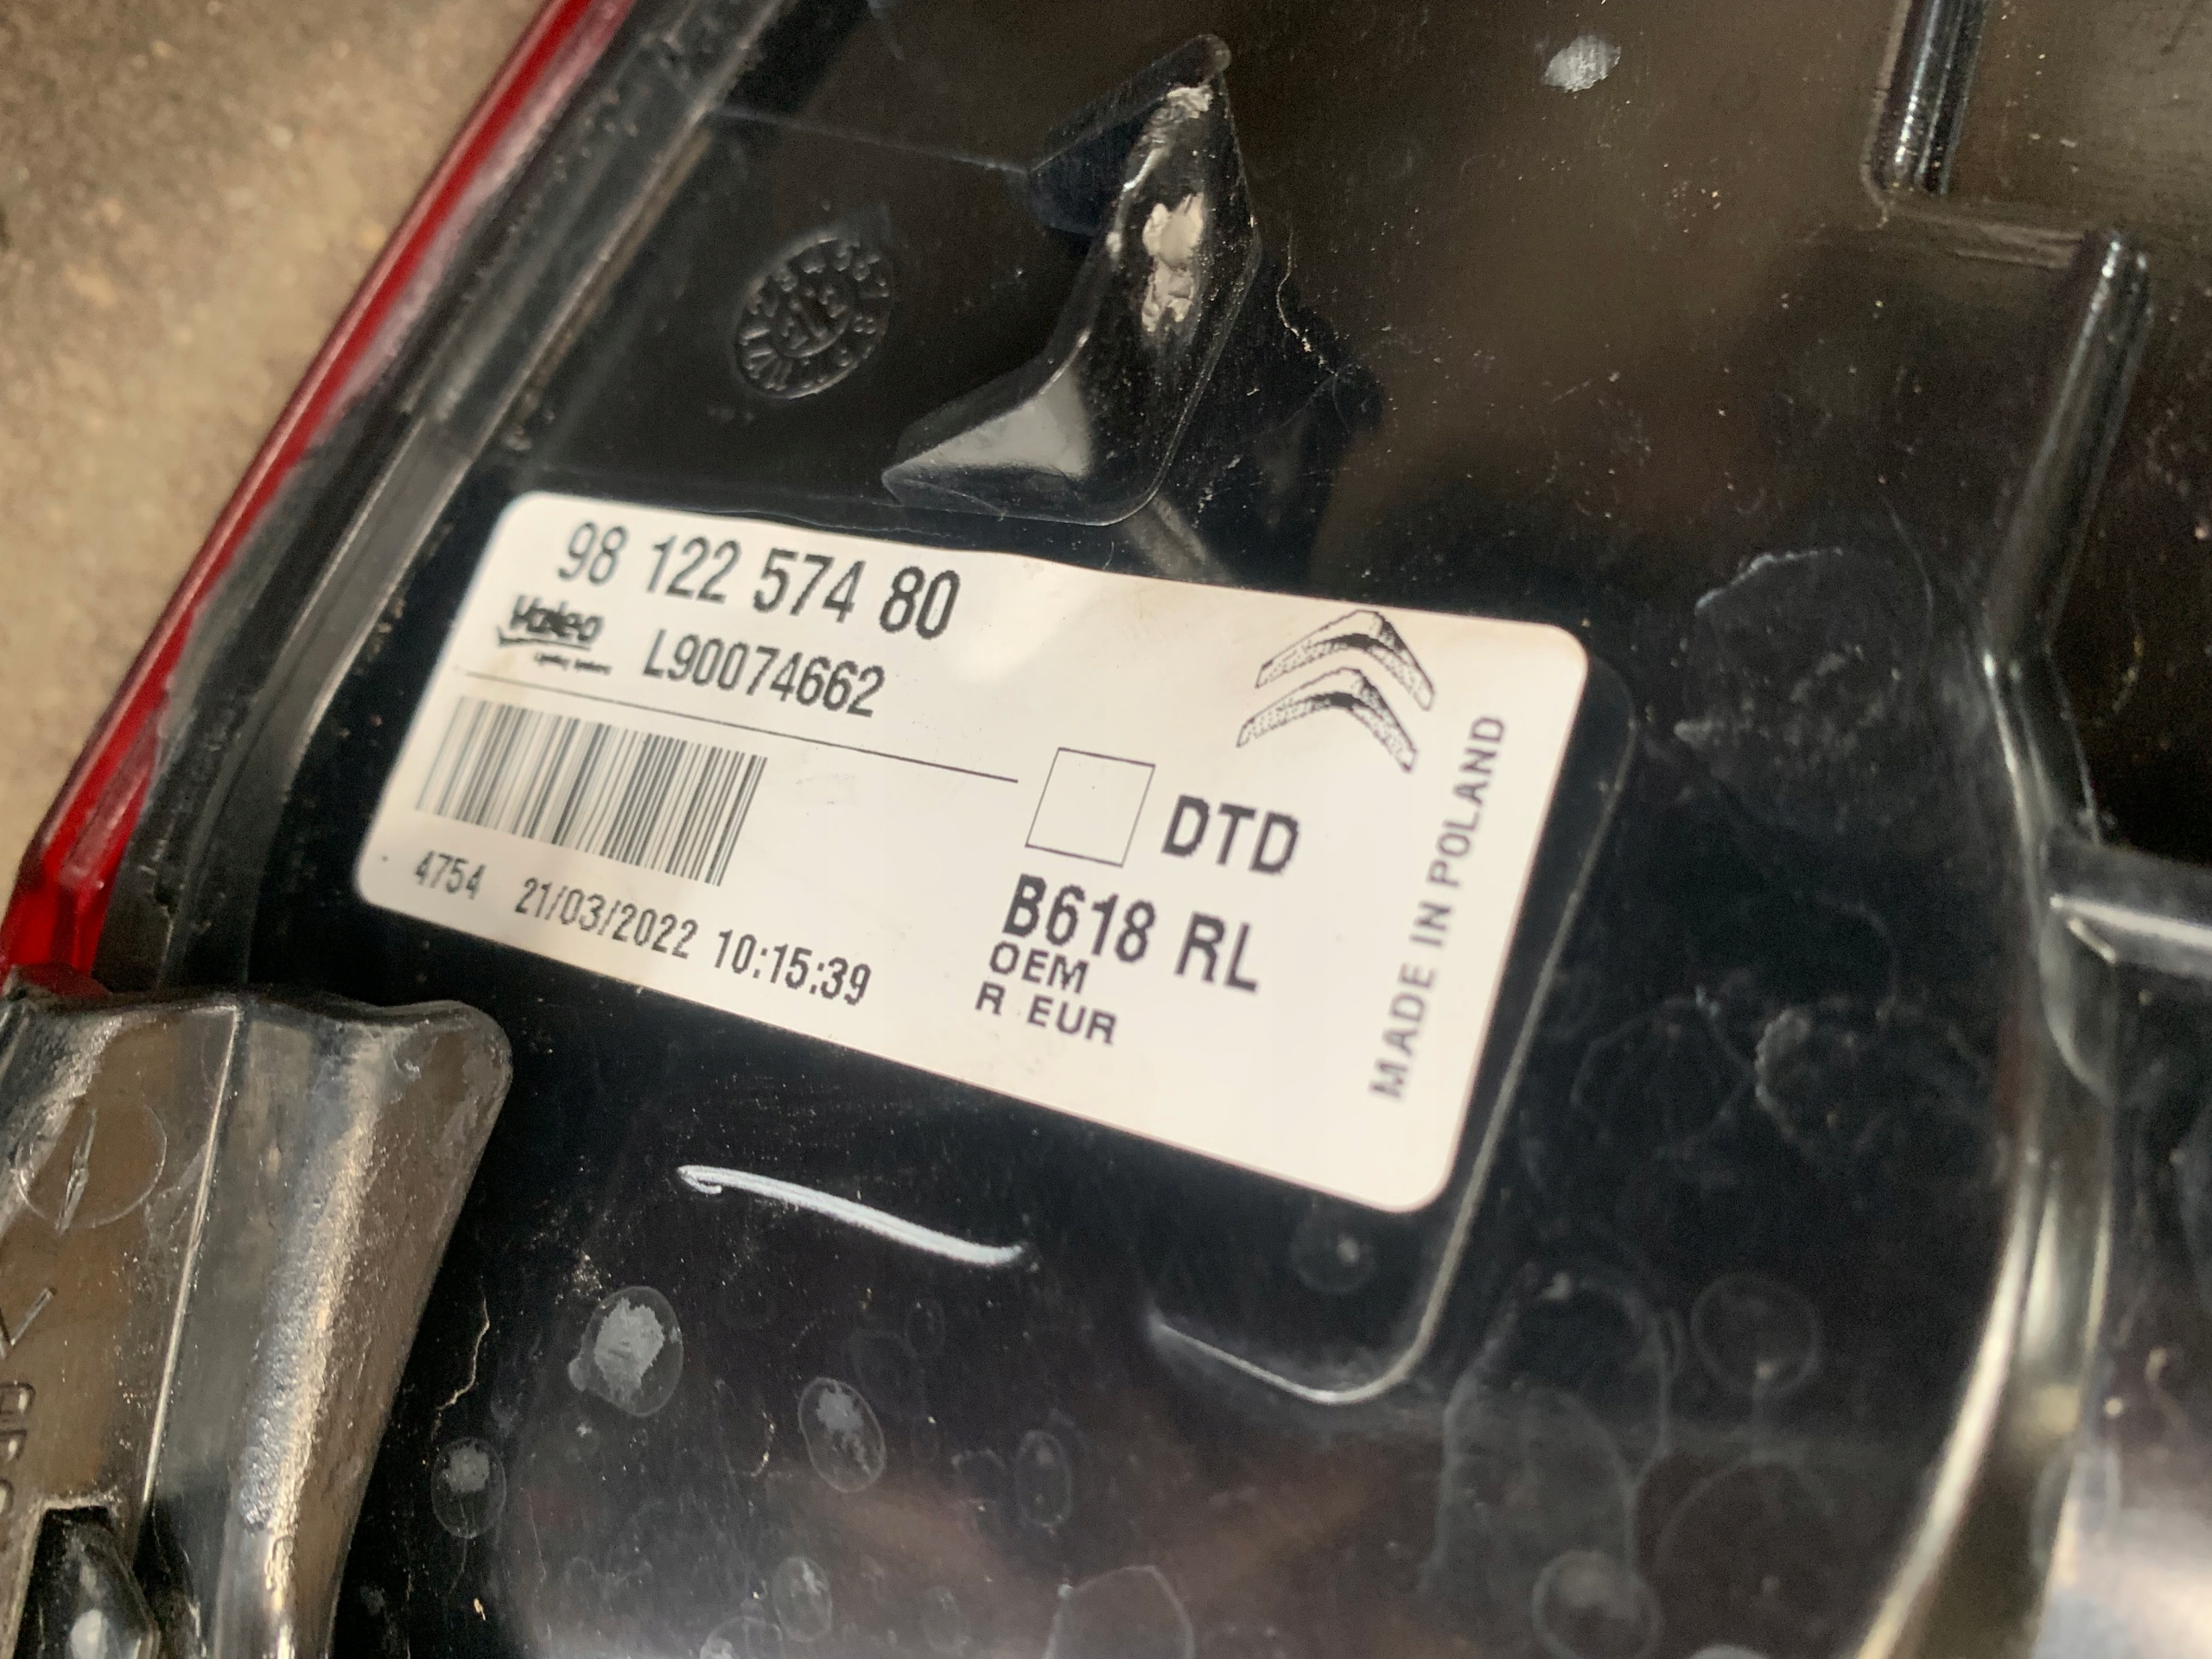 98 122 574 80
Valeo
L90074662
DTD
4754 21/03/2022 10:15:39
B618 RL
OEM
R EUR
MADE IN POLAND